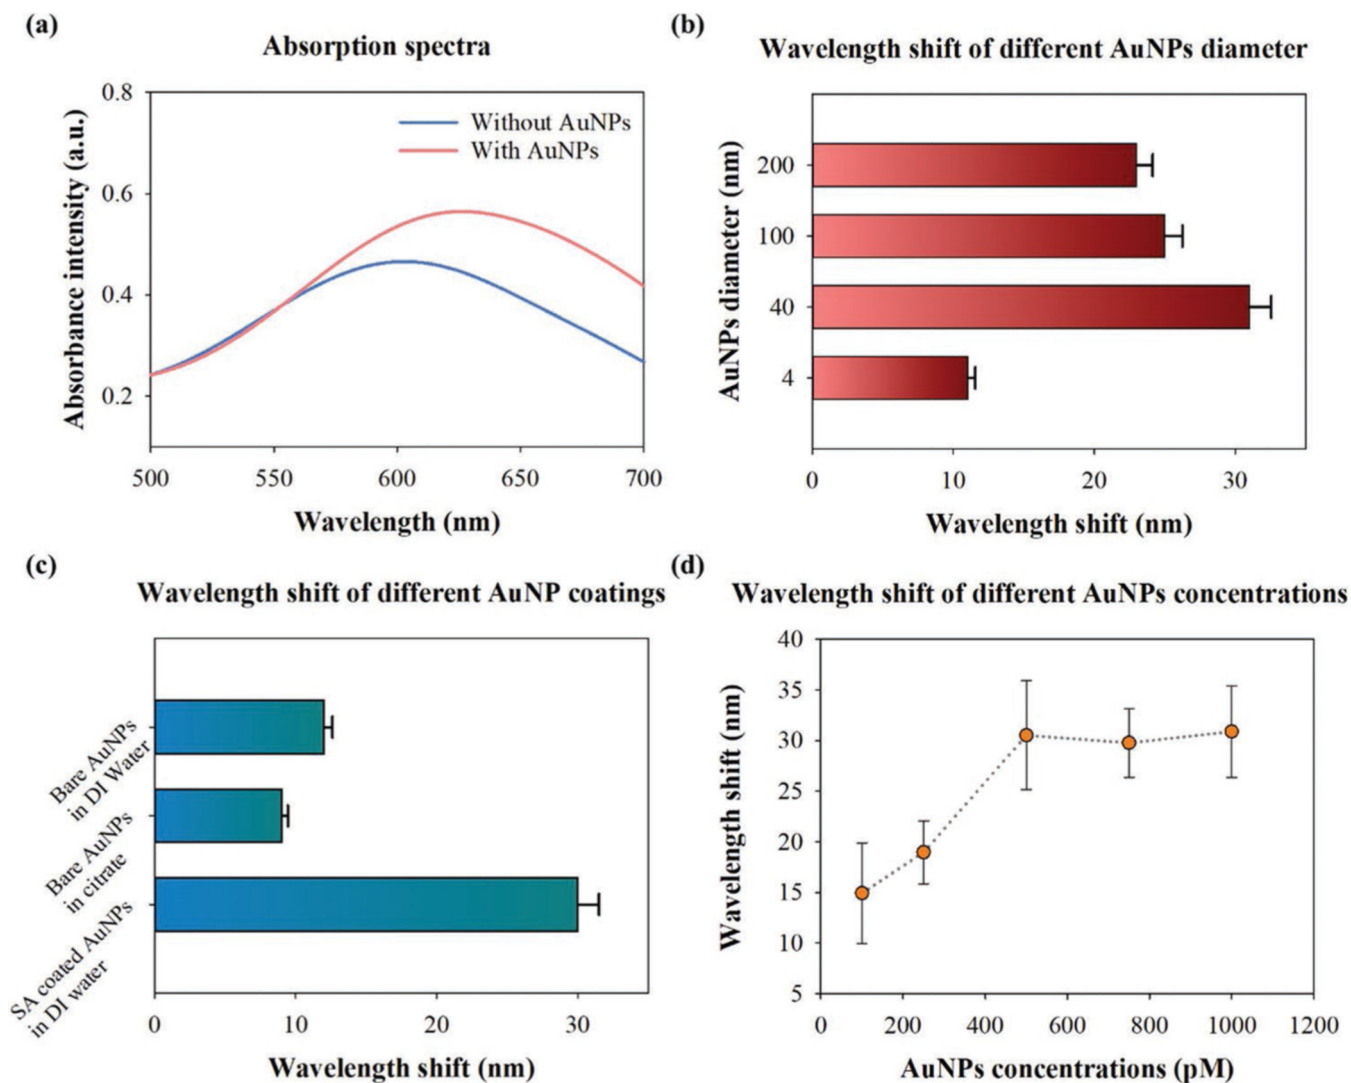 (a)
Absorption spectra
0.8
0.6
0.4
0.2
Absorbance intensity (a.u.)
Without AuNPs
With AuNPs
500 550 600 650 700
Wavelength (nm)
(b)
Wavelength shift of different AuNPs diameter
AuNPs diameter (nm)
200
100
40
4
0 10 20 30
Wavelength shift (nm)
(c)
Wavelength shift of different AuNP coatings
Bare AuNPs
in DI Water
Bare AuNPs
in citrate
SA coated AuNPs
in DI water
0 10 20 30
Wavelength shift (nm)
(d)
Wavelength shift of different AuNPs concentrations
Wavelength shift (nm)
40
35
30
25
20
15
10
5
0 200 400 600 800 1000 1200
AuNPs concentrations (pM)